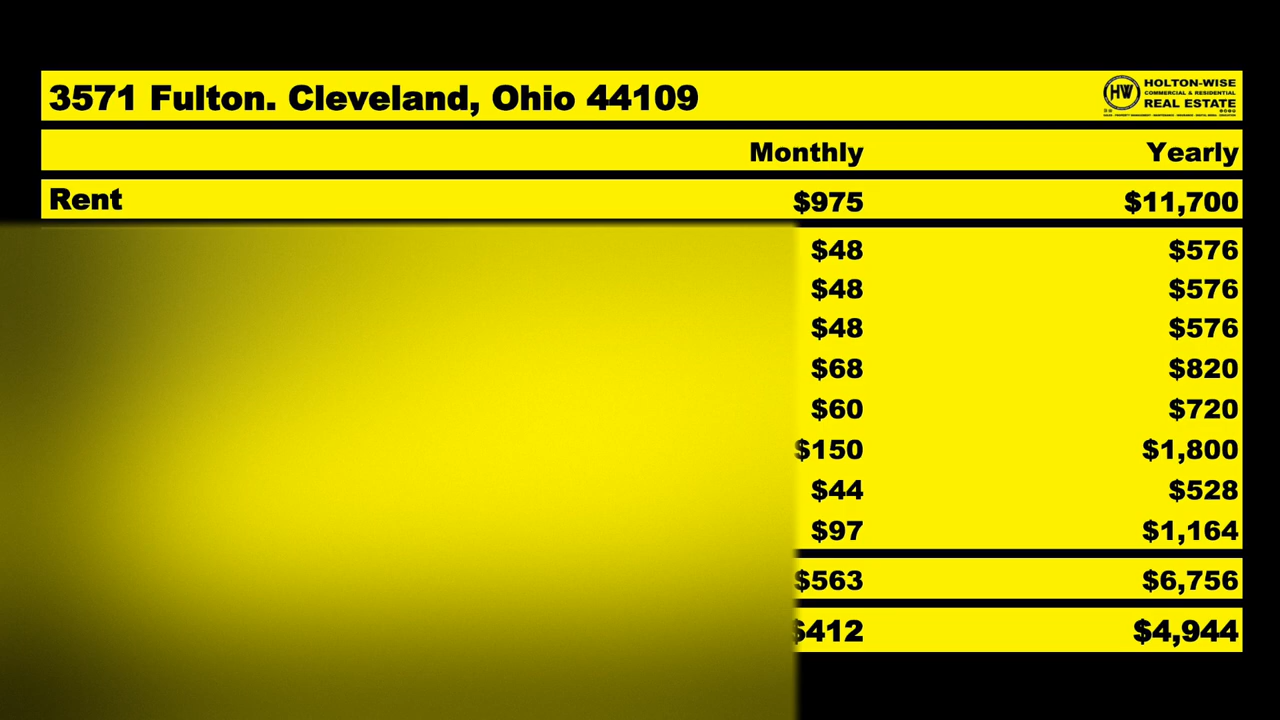 3571 Fulton. Cleveland, Ohio 44109
HW
HOLTON-WISE
COMMERCIAL & RESIDENTIAL
REAL ESTATE
Monthly Yearly
Rent $975 $11,700
$48 $576
$48 $576
$48 $576
$68 $820
$60 $720
$150 $1,800
$44 $528
$97 $1,164
$563 $6,756
$412 $4,944